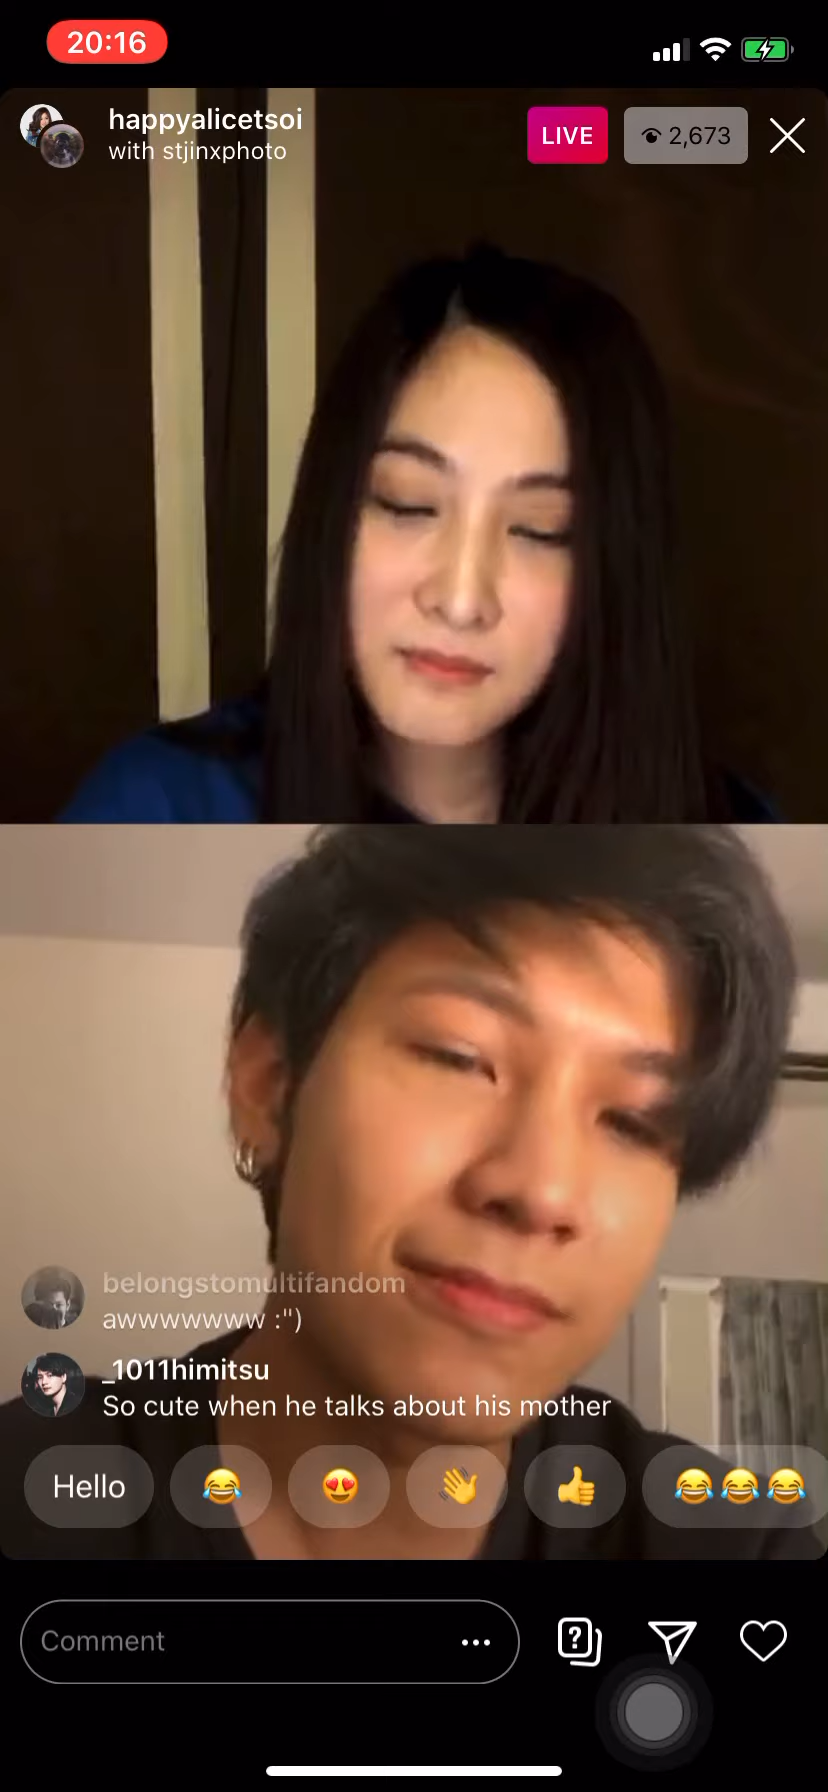 20:16
happyalicetsoi
with stjinxphoto
LIVE
2,673
belongstomultifandom
awwwwwww :")
_1011himitsu
So cute when he talks about his mother
Hello
Comment